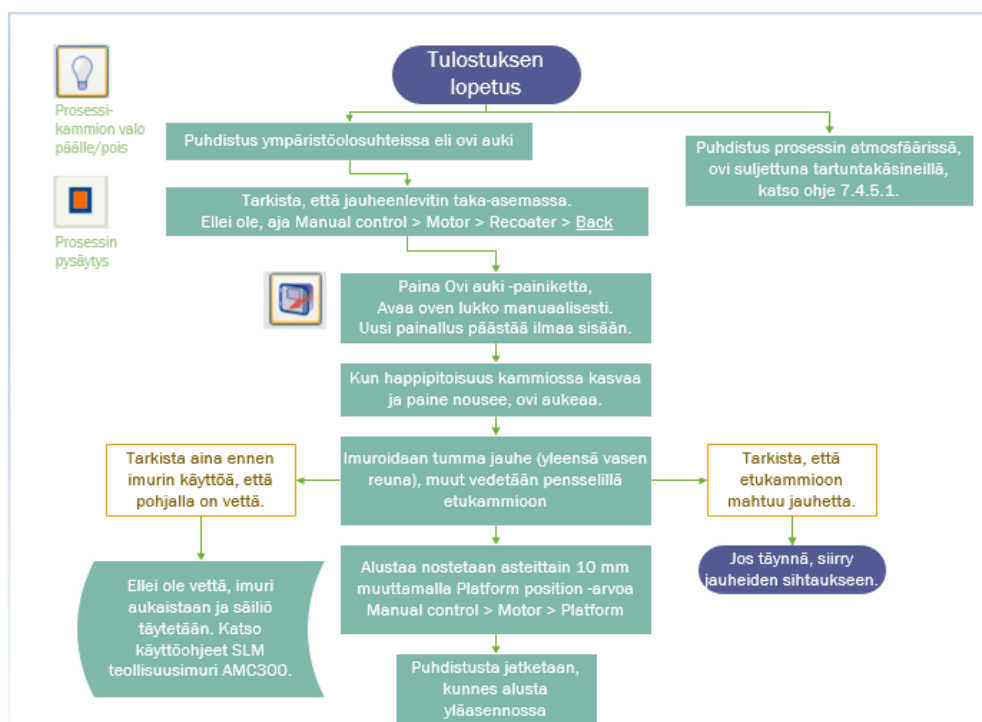 Tulostuksen
lopetus
Prosessi-
kammion valo
päälle/pois
Puhdistus ympäristöolosuhteissa eli ovi auki
Puhdistus prosessin atmosfäärissä,
ovi suljettuna tartuntakäsineillä,
katso ohje 7.4.5.1.
Tarkista, että jauheenlevitin taka-asemassa.
Ellei ole, aja Manual control > Motor > Recoater > Back
Prosessin
pysäytys
Paina Ovi auki -painiketta,
Avaa oven lukko manuaalisesti.
Uusi painallus päästää ilmaa sisään.
Kun happipitoisuus kammiossa kasvaa
ja paine nousee, ovi aukeaa.
Tarkista aina ennen
imurin käyttöä, että
pohjalla on vettä.
Imuroidaan tumma jauhe (yleensä vasen
reuna), muut vedetään pensselillä
etukammioon
Tarkista, että
etukammioon
mahtuu jauhetta.
Ellei ole vettä, imuri
aukaistaan ja säiliö
täytetään. Katso
käyttöohjeet SLM
teollisuusimuri AMC300.
Alustaa nostetaan asteittain 10 mm
muuttamalla Platform position -arvoa
Manual control > Motor > Platform
Jos täynnä, siirry
jauheiden sihtaukseen.
Puhdistusta jatketaan,
kunnes alusta
yläasennossa